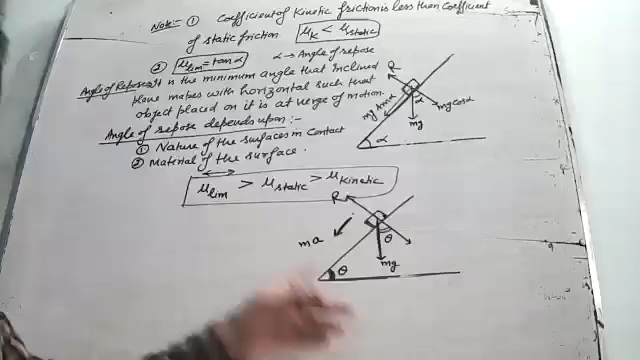 Note:- ① Coefficient of Kinetic friction is less then Coefficient
of static friction μk < μstatic
② μlim = tanα α → Angle of repose
Angle of Repose:- It is the minimum angle that Inclined
Plane makes with horizontal such that
object placed on it is at verge of motion.
Angle of repose depends upon:-
① Nature of the surfaces in Contact
② Material of the surface.
μlim > μstatic > μKinetic
R
α
mg sinα
mg cosα
mg
α
R
ma
θ
mg
θ